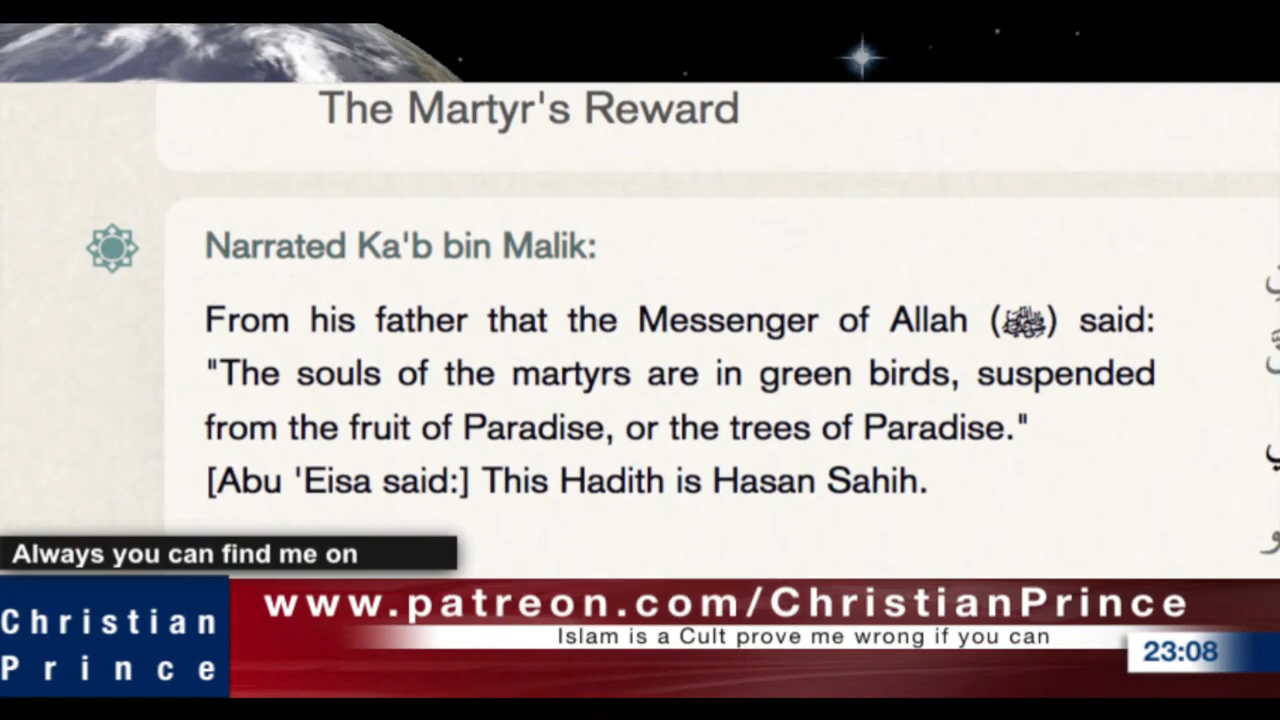 The Martyr's Reward
Narrated Ka'b bin Malik:
From his father that the Messenger of Allah (ﷺ) said:
"The souls of the martyrs are in green birds, suspended
from the fruit of Paradise, or the trees of Paradise."
[Abu 'Eisa said:] This Hadith is Hasan Sahih.
Always you can find me on
Christian
Prince
www.patreon.com/ChristianPrince
Islam is a Cult prove me wrong if you can
23:08